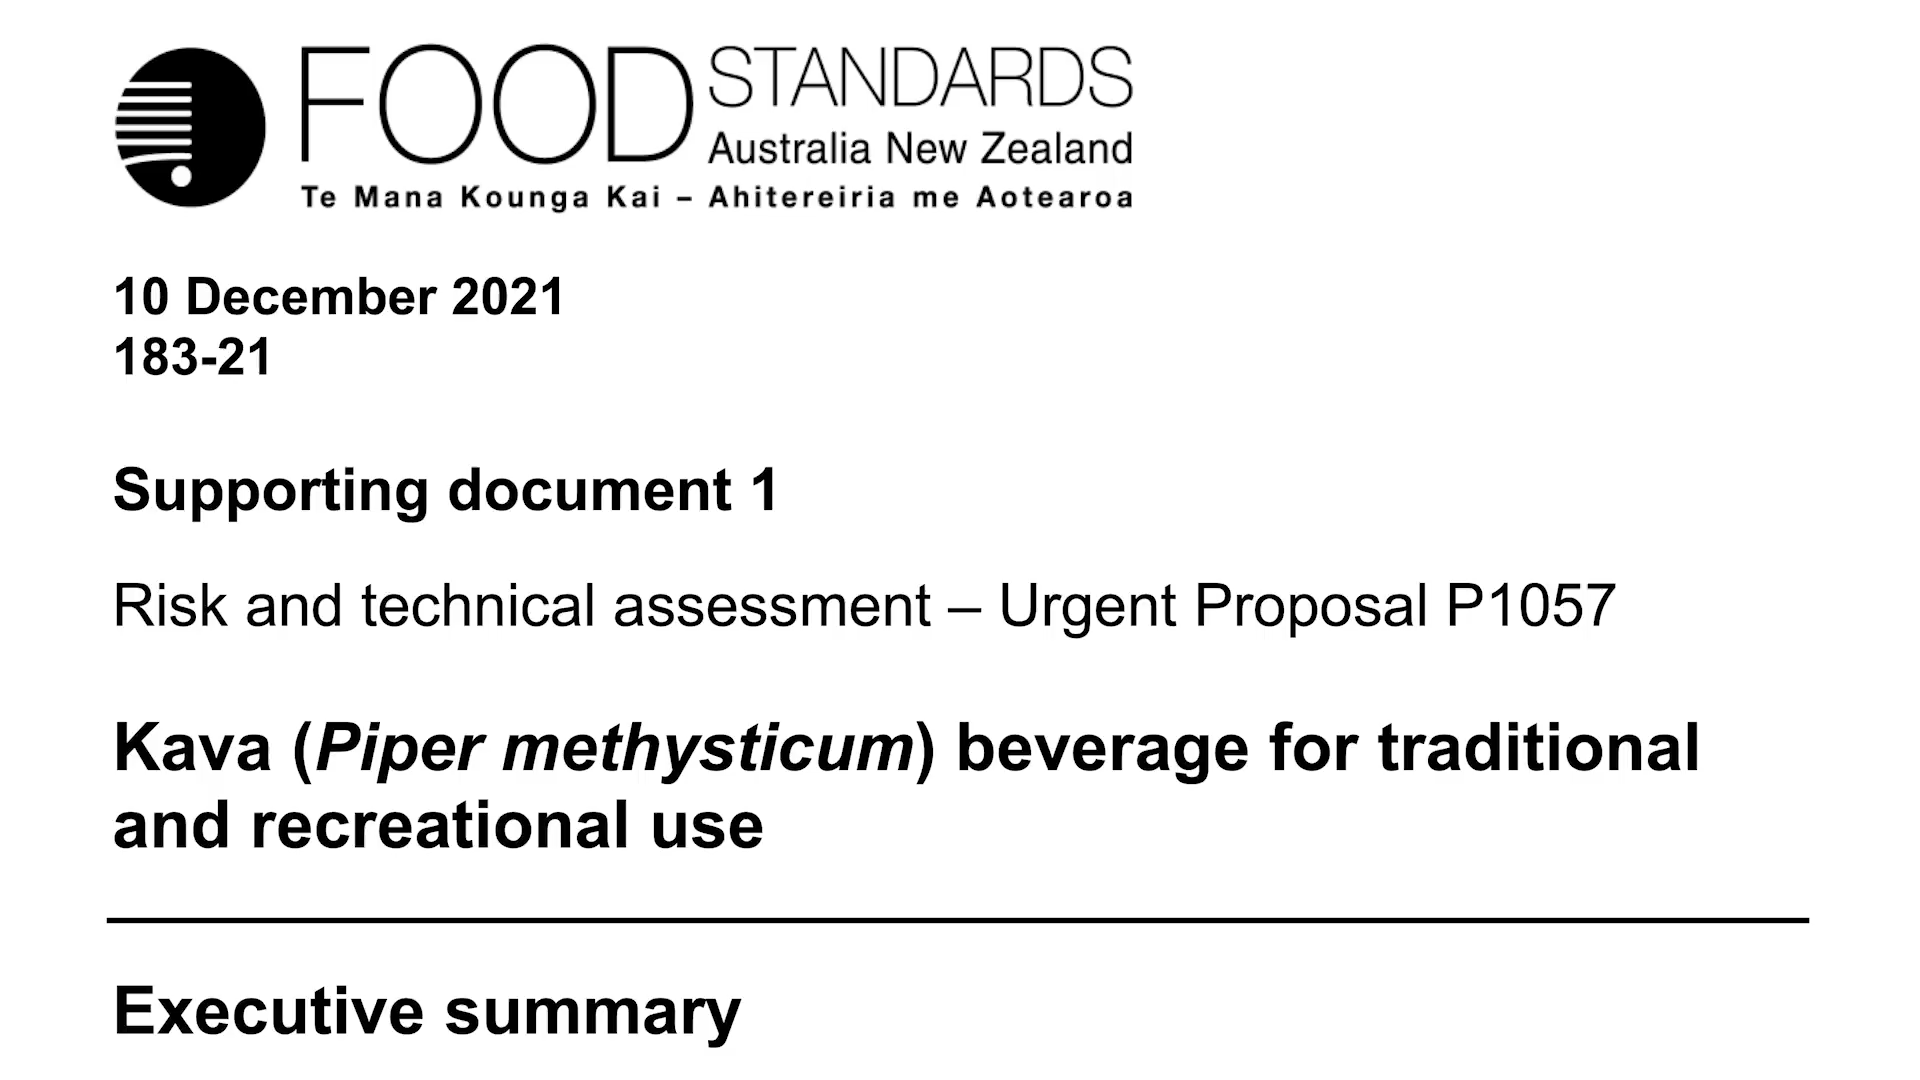 FOOD STANDARDS
Australia New Zealand
Te Mana Kounga Kai – Ahitereiria me Aotearoa
10 December 2021
183-21
Supporting document 1
Risk and technical assessment – Urgent Proposal P1057
Kava (Piper methysticum) beverage for traditional
and recreational use
Executive summary